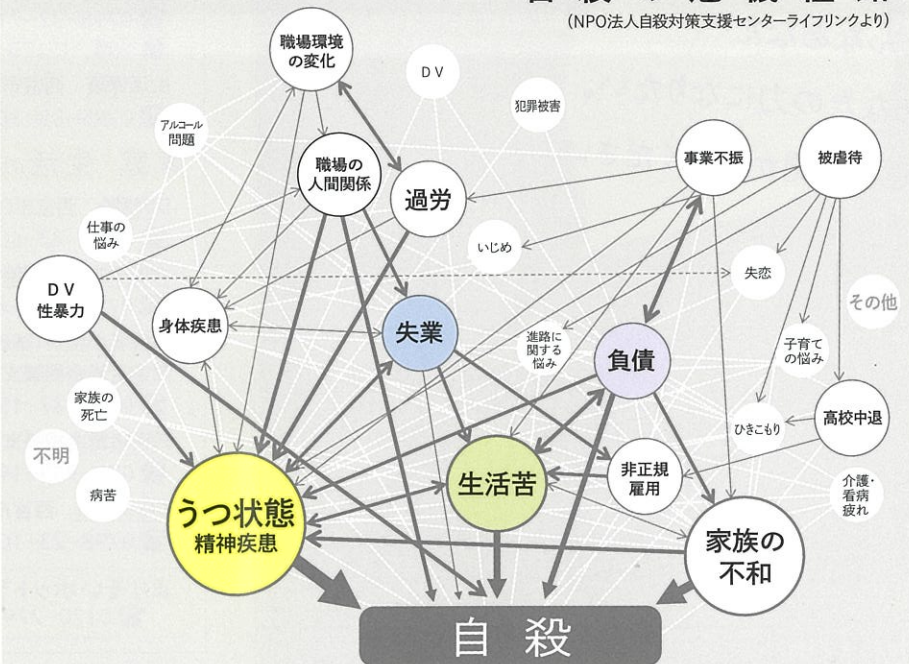 (NPO法人自殺対策支援センターライフリンクより)
職場環境
の変化
DV
犯罪被害
アルコール
問題
職場の
人間関係
過労
事業不振
被虐待
仕事の
悩み
いじめ
失恋
DV
性暴力
身体疾患
失業
進路に
関する
悩み
負債
その他
子育て
の悩み
家族の
死亡
ひきこもり
高校中退
不明
病苦
うつ状態
精神疾患
生活苦
非正規
雇用
介護・
看病
疲れ
家族の
不和
自殺